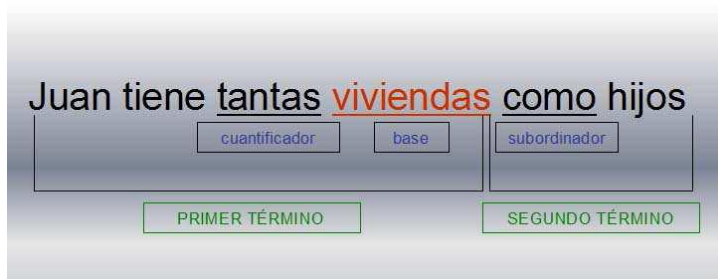 Juan tiene tantas viviendas como hijos
cuantificador base subordinador
PRIMER TÉRMINO SEGUNDO TÉRMINO